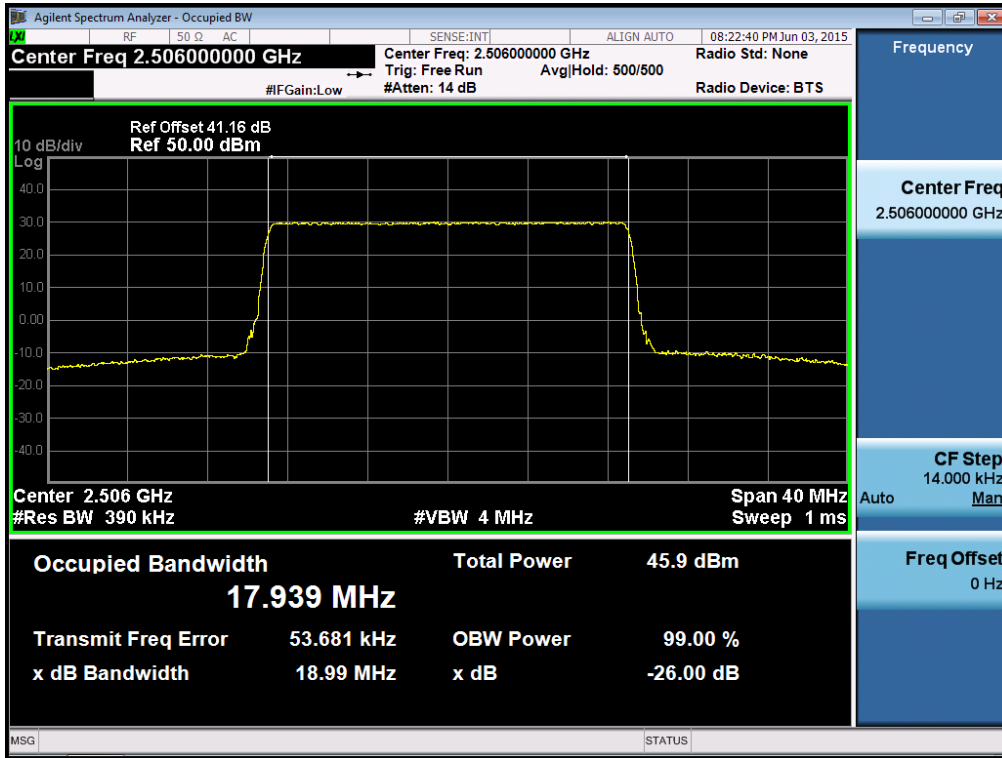 Agilent Spectrum Analyzer - Occupied BW
LXI RF 50 Ω AC SENSE:INT ALIGN AUTO 08:22:40 PM Jun 03, 2015
Center Freq 2.506000000 GHz
Center Freq: 2.506000000 GHz Radio Std: None
Trig: Free Run Avg|Hold: 500/500
#IFGain:Low #Atten: 14 dB Radio Device: BTS
Frequency
Ref Offset 41.16 dB
10 dB/div Ref 50.00 dBm
Log
40.0
30.0
20.0
10.0
0.00
-10.0
-20.0
-30.0
-40.0
Center 2.506 GHz Span 40 MHz
#Res BW 390 kHz #VBW 4 MHz Sweep 1 ms
Occupied Bandwidth Total Power 45.9 dBm
17.939 MHz
Transmit Freq Error 53.681 kHz OBW Power 99.00 %
x dB Bandwidth 18.99 MHz x dB -26.00 dB
Center Freq
2.506000000 GHz
CF Step
14.000 kHz
Auto Man
Freq Offset
0 Hz
MSG STATUS